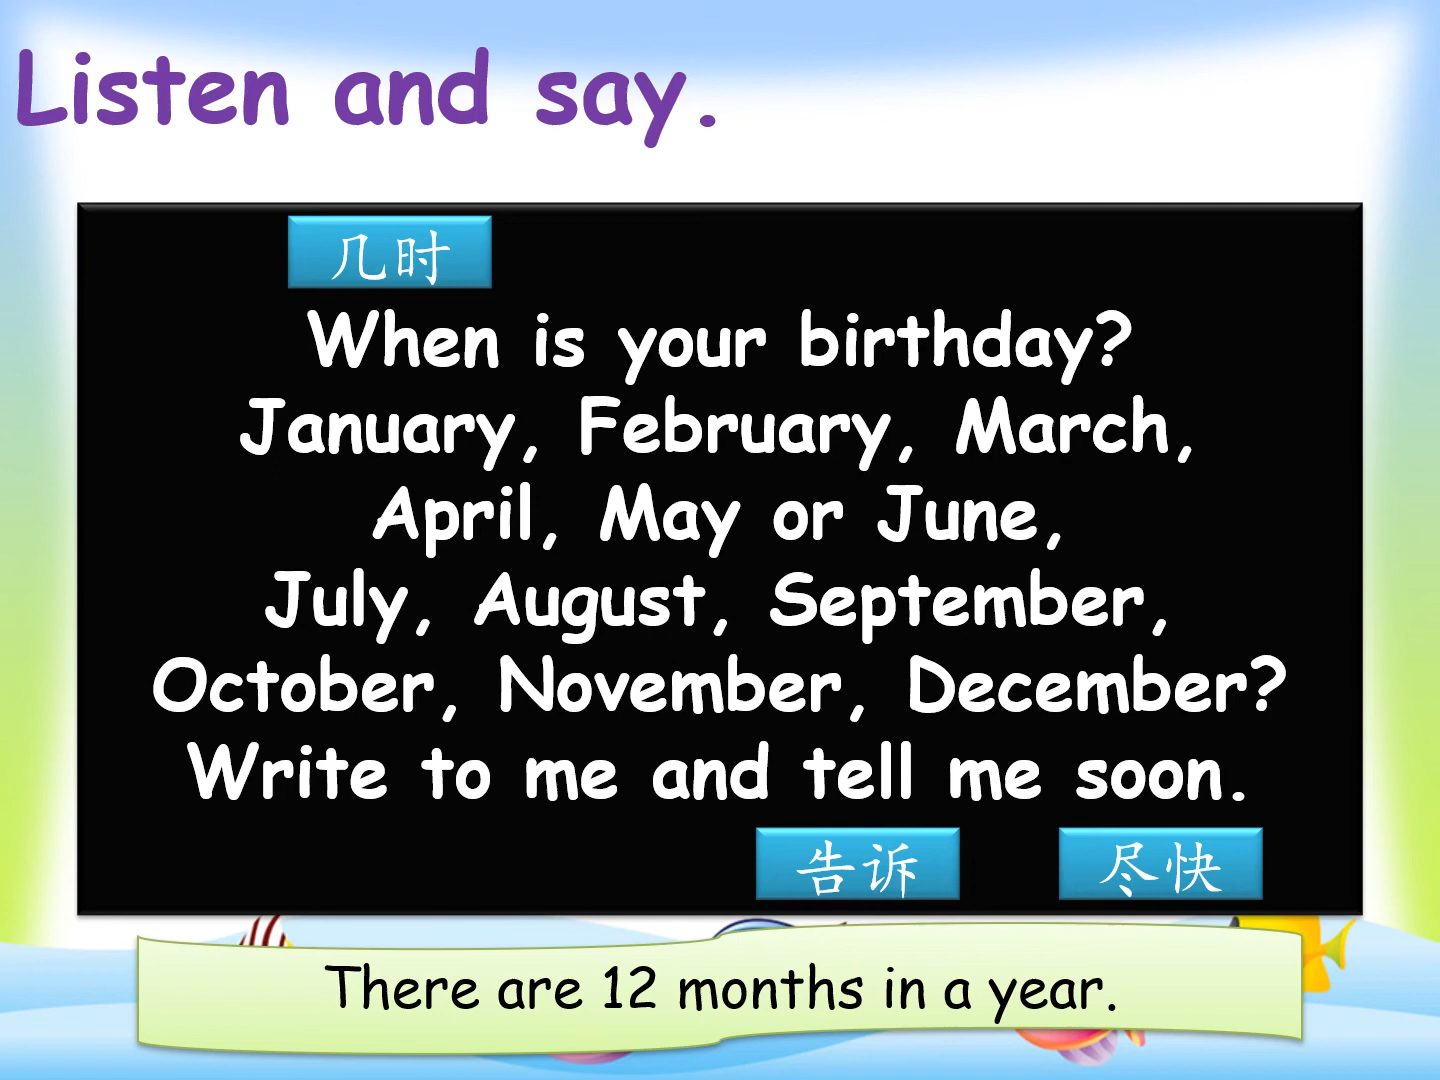 Listen and say.
几时
When is your birthday?
January, February, March,
April, May or June,
July, August, September,
October, November, December?
Write to me and tell me soon.
告诉 尽快
There are 12 months in a year.